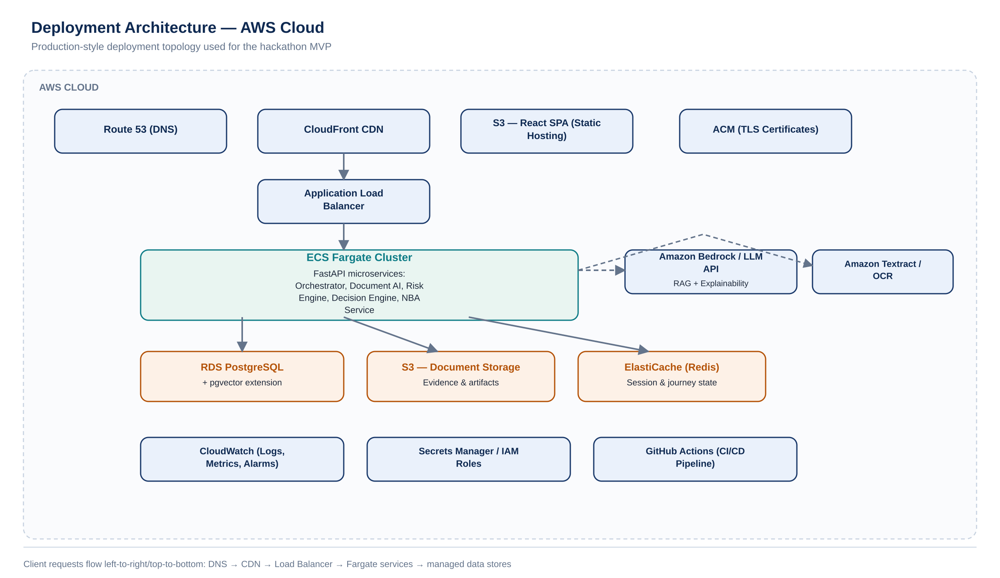 Deployment Architecture — AWS Cloud
Production-style deployment topology used for the hackathon MVP
AWS CLOUD
Route 53 (DNS)
CloudFront CDN
S3 — React SPA (Static
Hosting)
ACM (TLS Certificates)
Application Load
Balancer
ECS Fargate Cluster
FastAPI microservices:
Orchestrator, Document AI, Risk
Engine, Decision Engine, NBA
Service
Amazon Bedrock / LLM
API
RAG + Explainability
Amazon Textract /
OCR
RDS PostgreSQL
+ pgvector extension
S3 — Document Storage
Evidence & artifacts
ElastiCache (Redis)
Session & journey state
CloudWatch (Logs,
Metrics, Alarms)
Secrets Manager / IAM
Roles
GitHub Actions (CI/CD
Pipeline)
Client requests flow left-to-right/top-to-bottom: DNS → CDN → Load Balancer → Fargate services → managed data stores